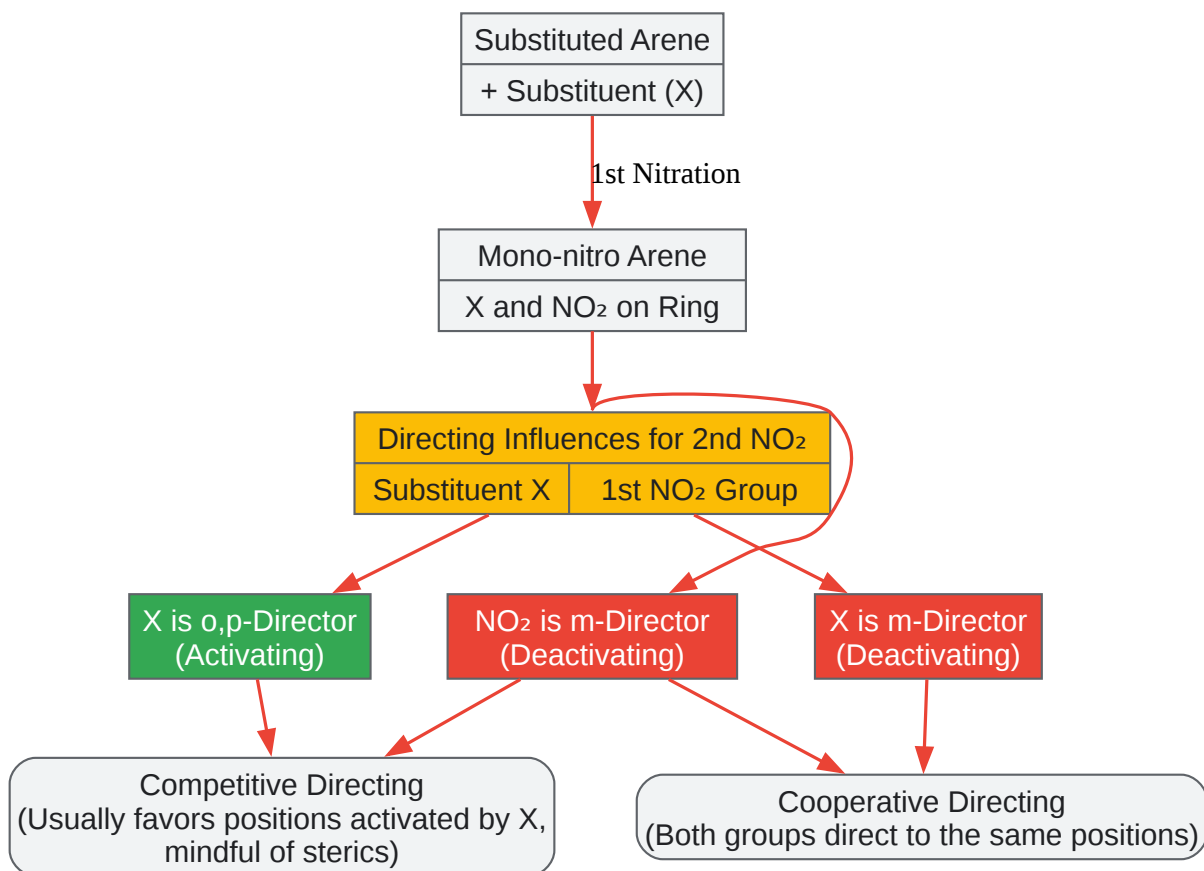 Substituted Arene
+ Substituent (X)
1st Nitration
Mono-nitro Arene
X and NO₂ on Ring
Directing Influences for 2nd NO₂
Substituent X
1st NO₂ Group
X is o,p-Director
(Activating)
NO₂ is m-Director
(Deactivating)
X is m-Director
(Deactivating)
Competitive Directing
(Usually favors positions activated by X,
mindful of sterics)
Cooperative Directing
(Both groups direct to the same positions)